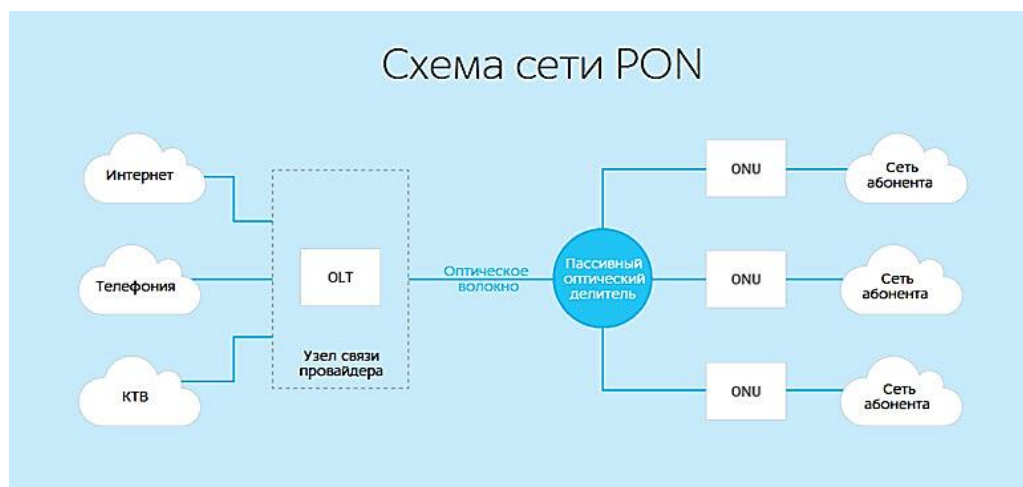 Схема сети PON
Интернет
Телефония
КТВ
OLT
Узел связи
провайдера
Оптическое
волокно
Пассивный
оптический
делитель
ONU
Сеть
абонента
ONU
Сеть
абонента
ONU
Сеть
абонента